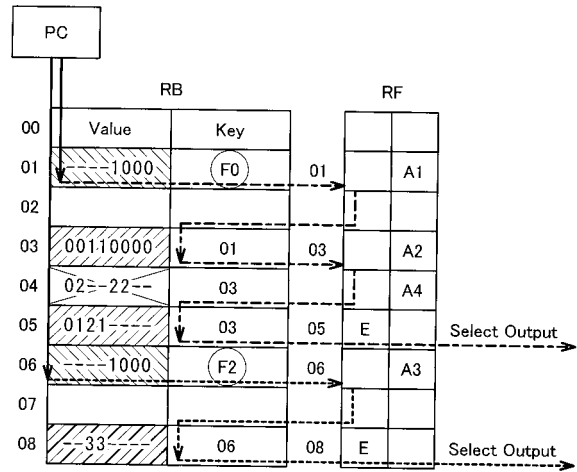 PC
RB RF
00 Value Key
01 ----1000 F0 01 A1
02
03 00110000 01 03 A2
04 02--22-- 03 A4
05 0121---- 03 05 E Select Output
06 ----1000 F2 06 A3
07
08 --33---- 06 08 E Select Output